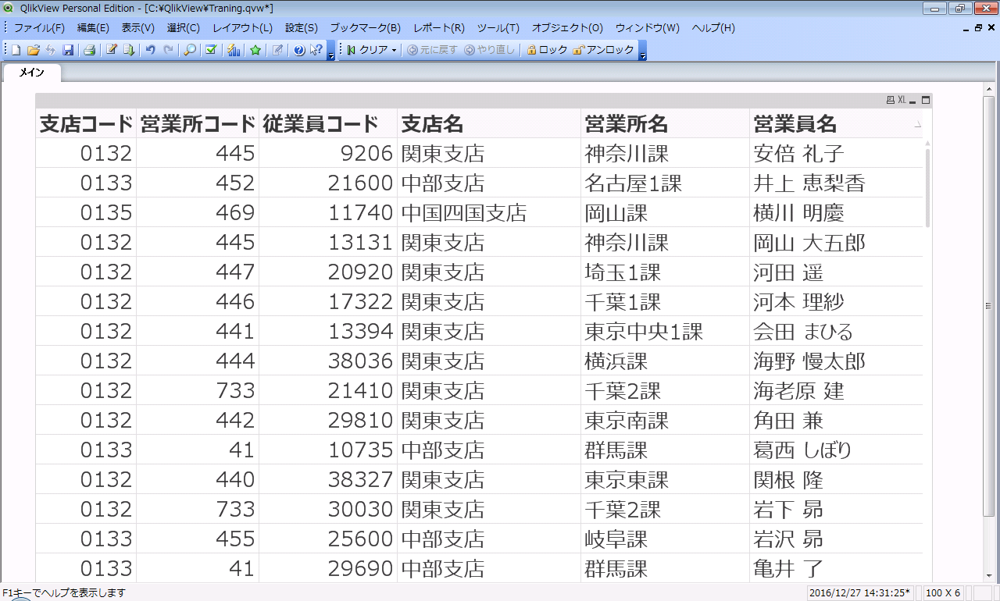 QlikView Personal Edition - [C:¥QlikView¥Traning.qvw*]
ファイル(F) 編集(E) 表示(V) 選択(C) レイアウト(L) 設定(S) ブックマーク(B) レポート(R) ツール(T) オブジェクト(O) ウィンドウ(W) ヘルプ(H)
クリア 元に戻す やり直し ロック アンロック
メイン
XL
支店コード 営業所コード 従業員コード 支店名 営業所名 営業員名
0132 445 9206 関東支店 神奈川課 安倍 礼子
0133 452 21600 中部支店 名古屋1課 井上 恵梨香
0135 469 11740 中国四国支店 岡山課 横川 明慶
0132 445 13131 関東支店 神奈川課 岡山 大五郎
0132 447 20920 関東支店 埼玉1課 河田 遥
0132 446 17322 関東支店 千葉1課 河本 理紗
0132 441 13394 関東支店 東京中央1課 会田 まひる
0132 444 38036 関東支店 横浜課 海野 慢太郎
0132 733 21410 関東支店 千葉2課 海老原 建
0132 442 29810 関東支店 東京南課 角田 兼
0133 41 10735 中部支店 群馬課 葛西 しぼり
0132 440 38327 関東支店 東京東課 関根 隆
0132 733 30030 関東支店 千葉2課 岩下 昴
0133 455 25600 中部支店 岐阜課 岩沢 昴
0133 41 29690 中部支店 群馬課 亀井 了
F1キーでヘルプを表示します 2016/12/27 14:31:25* 100 X 6